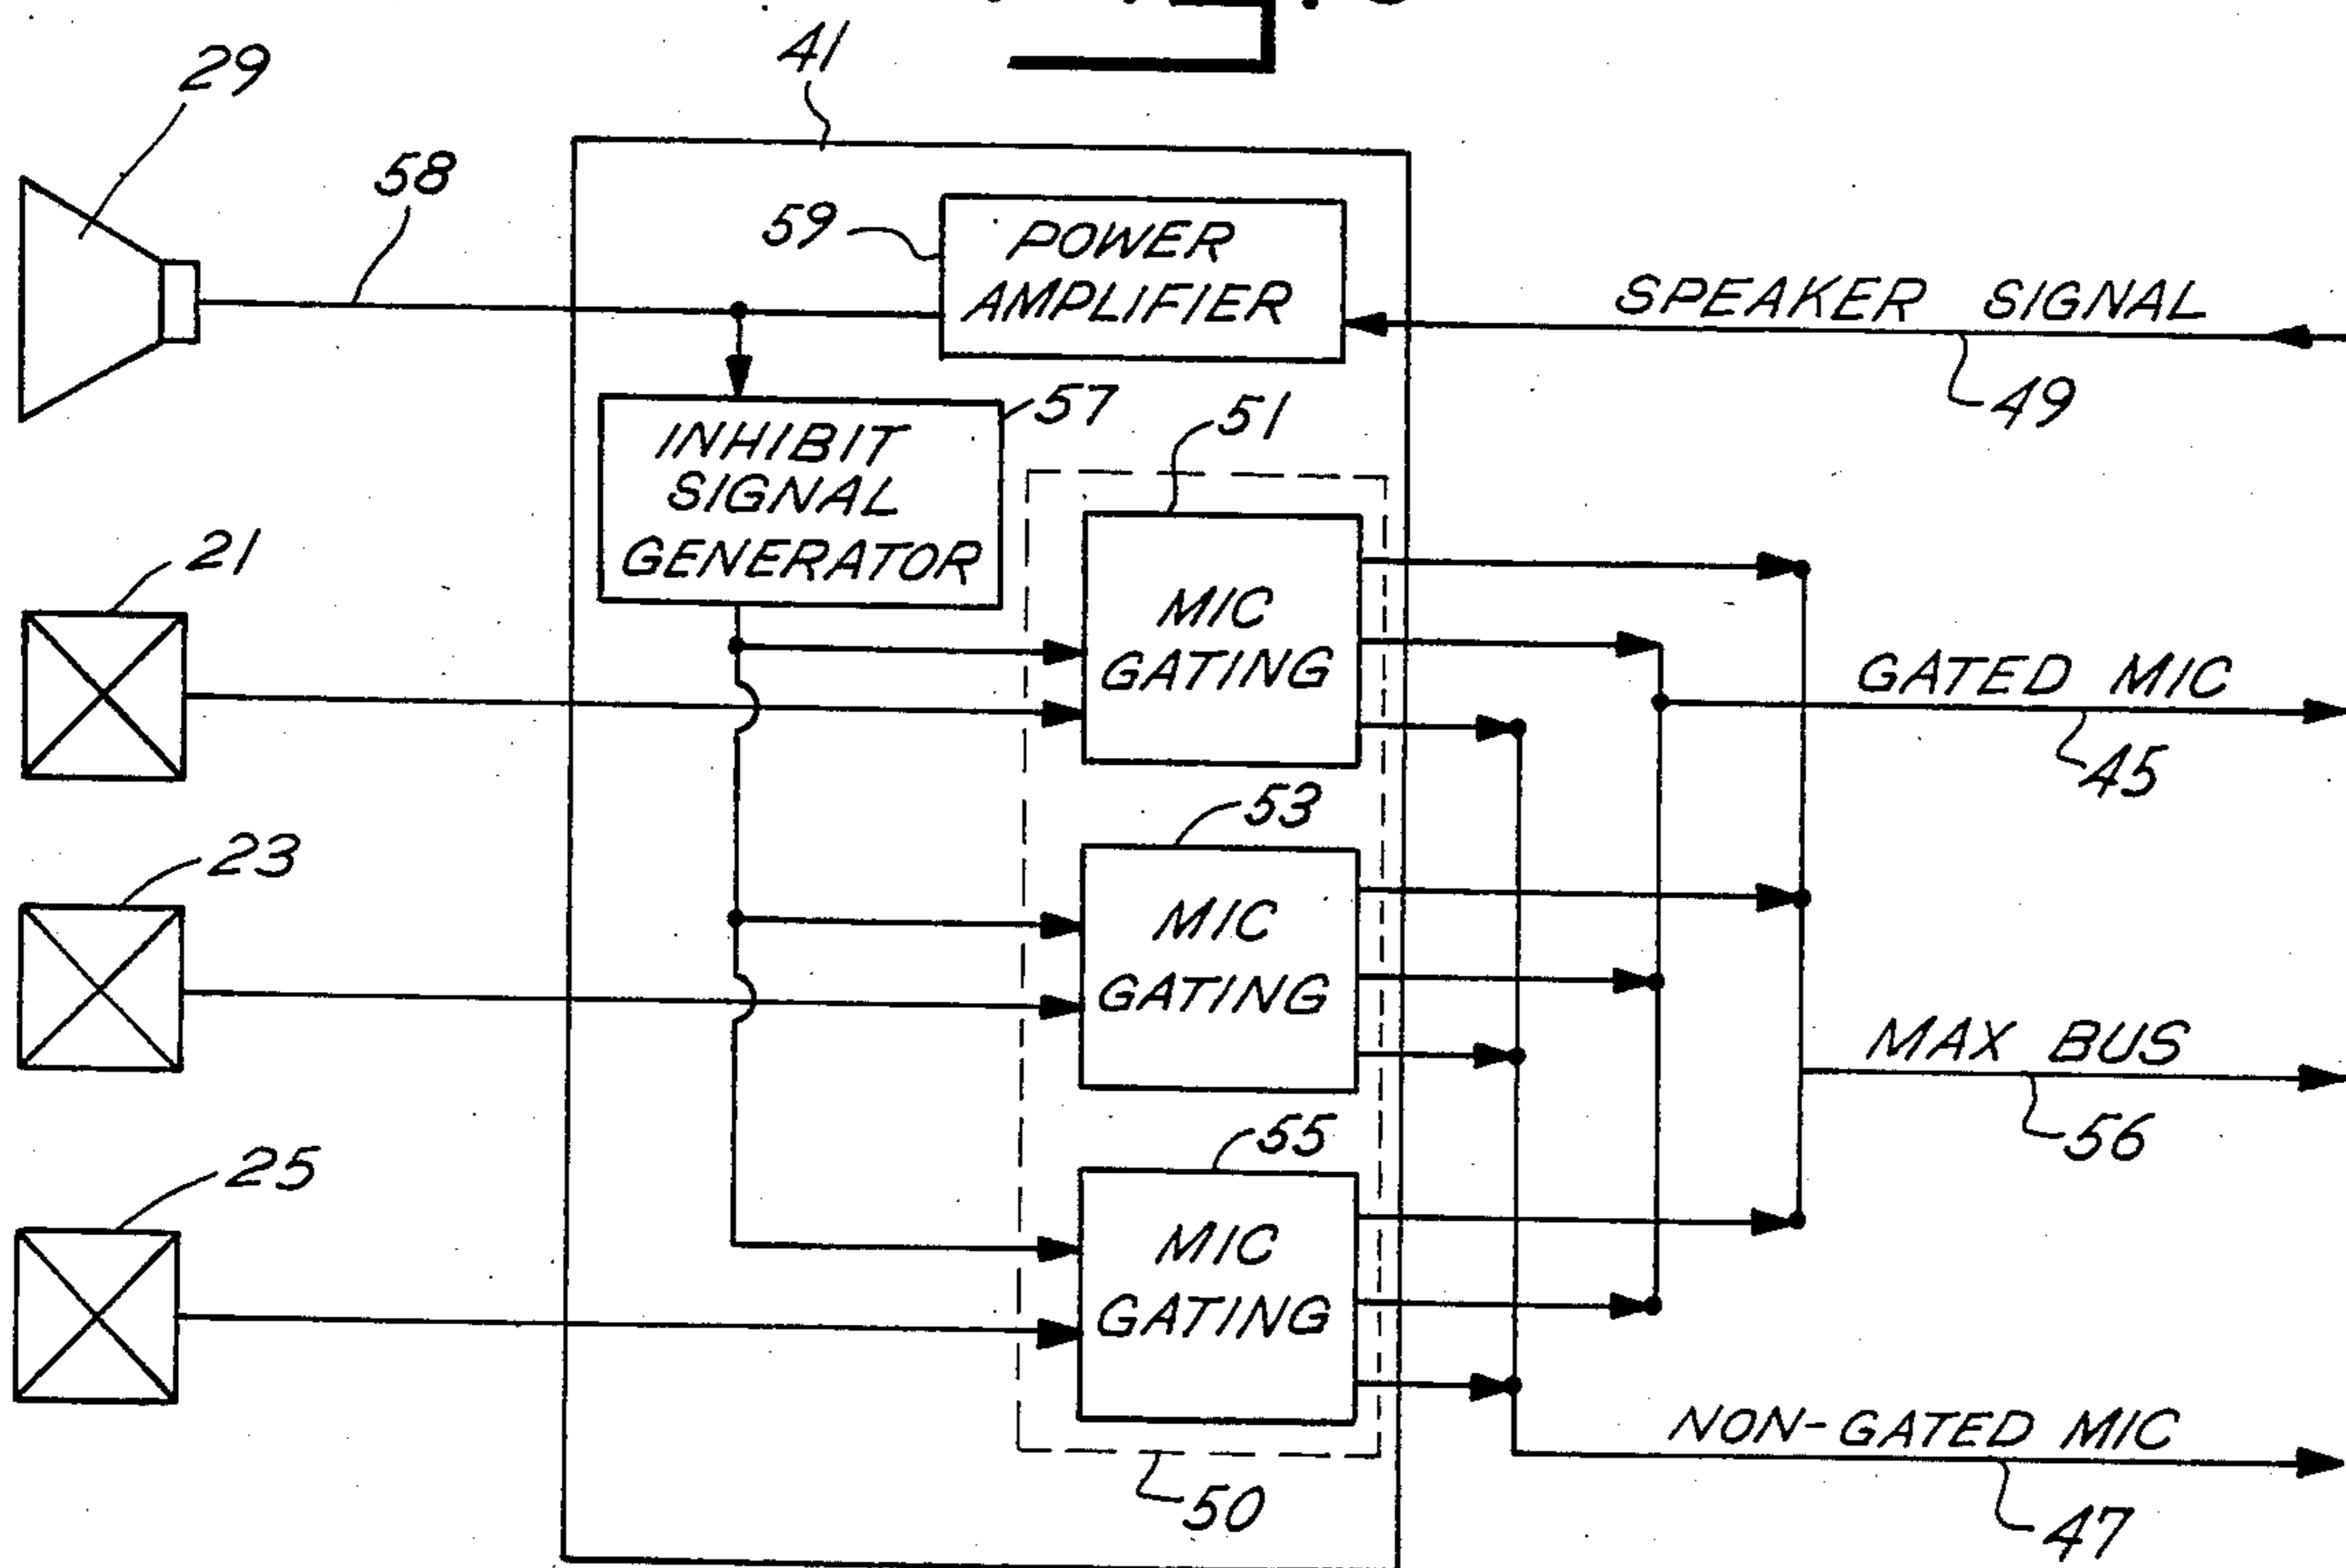 41
29
58
59
POWER
AMPLIFIER
SPEAKER SIGNAL
49
57
INHIBIT
SIGNAL
GENERATOR
51
21
MIC
GATING
GATED MIC
45
53
23
MIC
GATING
MAX BUS
56
55
25
MIC
GATING
NON-GATED MIC
50
47